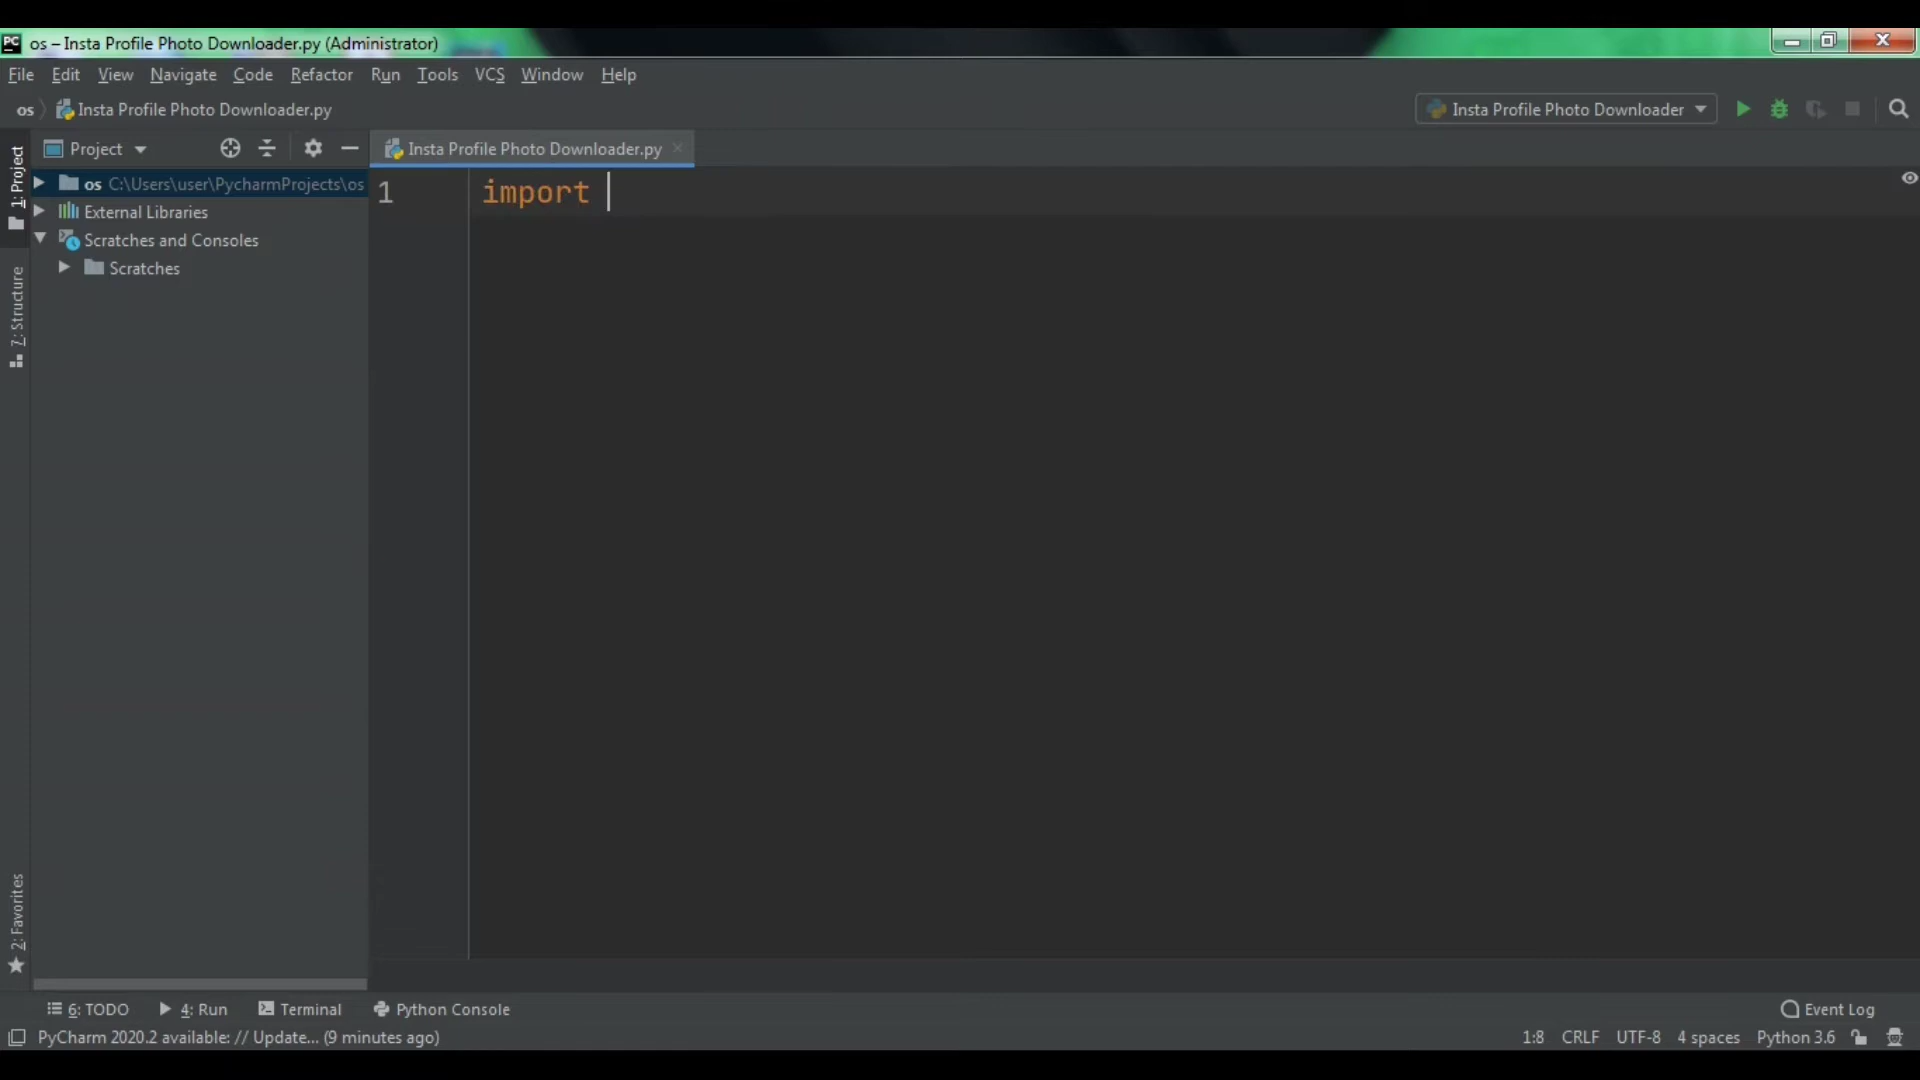 PC os – Insta Profile Photo Downloader.py (Administrator)
File Edit View Navigate Code Refactor Run Tools VCS Window Help
os Insta Profile Photo Downloader.py Insta Profile Photo Downloader
Project Insta Profile Photo Downloader.py
1: Project
os C:\Users\user\PycharmProjects\os
External Libraries
Scratches and Consoles
Scratches
7: Structure
2: Favorites
1 import
6: TODO 4: Run Terminal Python Console Event Log
PyCharm 2020.2 available: // Update... (9 minutes ago) 1:8 CRLF UTF-8 4 spaces Python 3.6